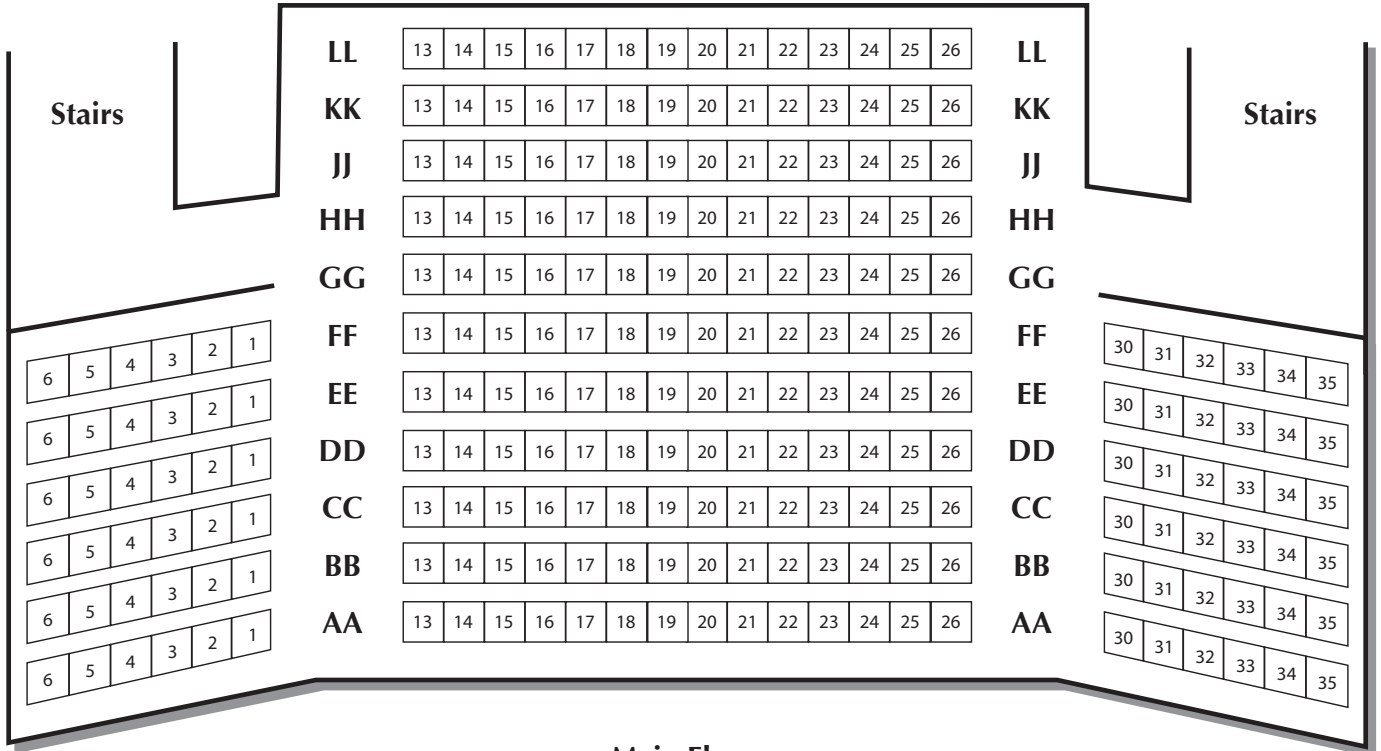 LL 13 14 15 16 17 18 19 20 21 22 23 24 25 26 LL
Stairs KK 13 14 15 16 17 18 19 20 21 22 23 24 25 26 KK Stairs
JJ 13 14 15 16 17 18 19 20 21 22 23 24 25 26 JJ
HH 13 14 15 16 17 18 19 20 21 22 23 24 25 26 HH
GG 13 14 15 16 17 18 19 20 21 22 23 24 25 26 GG
6 5 4 3 2 1 FF 13 14 15 16 17 18 19 20 21 22 23 24 25 26 FF 30 31 32 33 34 35
6 5 4 3 2 1 EE 13 14 15 16 17 18 19 20 21 22 23 24 25 26 EE 30 31 32 33 34 35
6 5 4 3 2 1 DD 13 14 15 16 17 18 19 20 21 22 23 24 25 26 DD 30 31 32 33 34 35
6 5 4 3 2 1 CC 13 14 15 16 17 18 19 20 21 22 23 24 25 26 CC 30 31 32 33 34 35
6 5 4 3 2 1 BB 13 14 15 16 17 18 19 20 21 22 23 24 25 26 BB 30 31 32 33 34 35
6 5 4 3 2 1 AA 13 14 15 16 17 18 19 20 21 22 23 24 25 26 AA 30 31 32 33 34 35